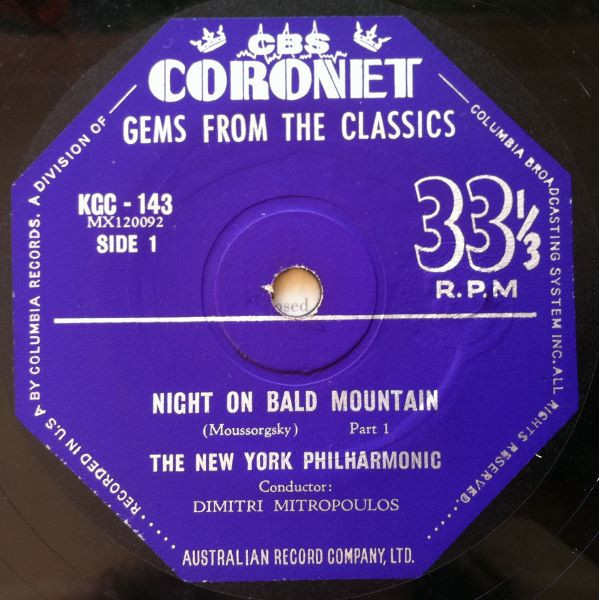 CBS
CORONET
GEMS FROM THE CLASSICS
KGC - 143
MX120092
SIDE 1
33 1/3
R.P.M
NIGHT ON BALD MOUNTAIN
(Moussorgsky) Part 1
THE NEW YORK PHILHARMONIC
Conductor:
DIMITRI MITROPOULOS
AUSTRALIAN RECORD COMPANY, LTD.
.....RECORDED IN U.S A BY COLUMBIA RECORDS. A DIVISION OF
COLUMBIA BROADCASTING SYSTEM INC. ALL RIGHTS RESERVED.....